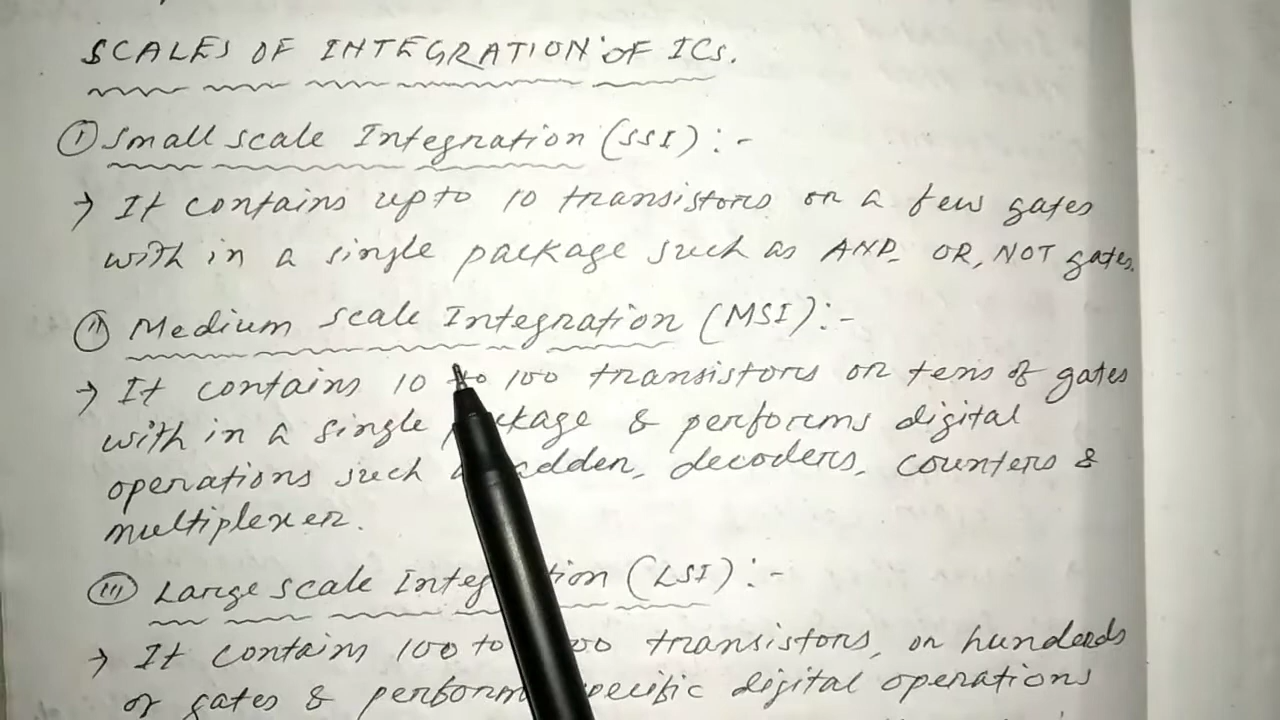 SCALES OF INTEGRATION OF ICs.
① Small scale Integration (SSI) :-
→ It contains upto 10 transistors or a few gates
with in a single package such as AND, OR, NOT gates.
② Medium scale Integration (MSI) :-
→ It contains 10 to 100 transistors or tens of gates
with in a single package & performs digital
operations such adder, decoders, counters &
multiplexer.
③ Large scale Integration (LSI) :-
→ It contains 100 to transistors, or hundreds
of gates & perform specific digital operations